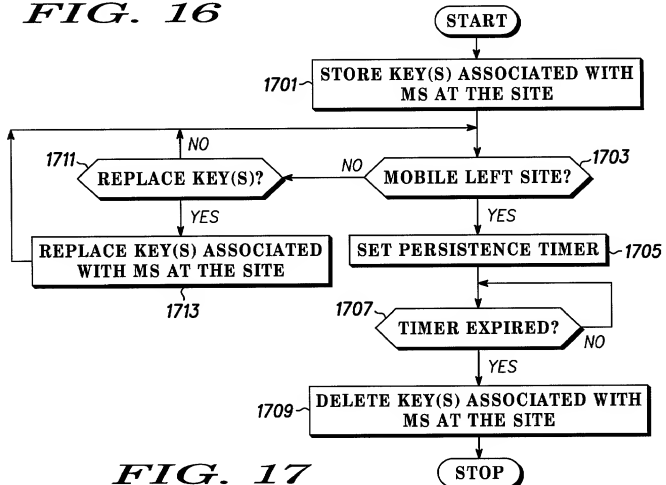 FIG. 16
START
1701
STORE KEY(S) ASSOCIATED WITH
MS AT THE SITE
1711
NO
REPLACE KEY(S)?
NO
MOBILE LEFT SITE?
1703
YES
YES
REPLACE KEY(S) ASSOCIATED
WITH MS AT THE SITE
1713
SET PERSISTENCE TIMER
1705
1707
TIMER EXPIRED?
NO
YES
1709
DELETE KEY(S) ASSOCIATED WITH
MS AT THE SITE
FIG. 17
STOP